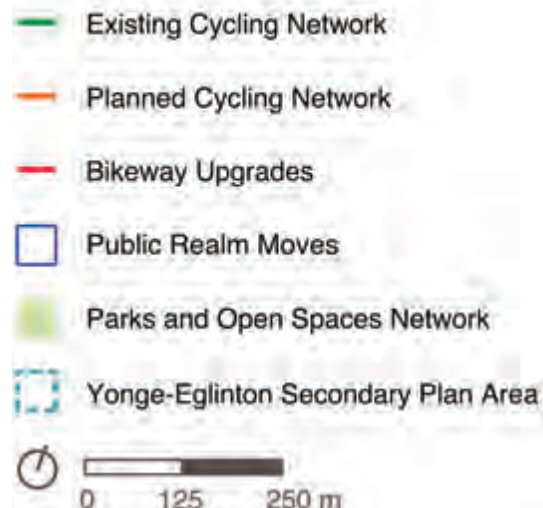 Existing Cycling Network
Planned Cycling Network
Bikeway Upgrades
Public Realm Moves
Parks and Open Spaces Network
Yonge-Eglinton Secondary Plan Area
0 125 250 m